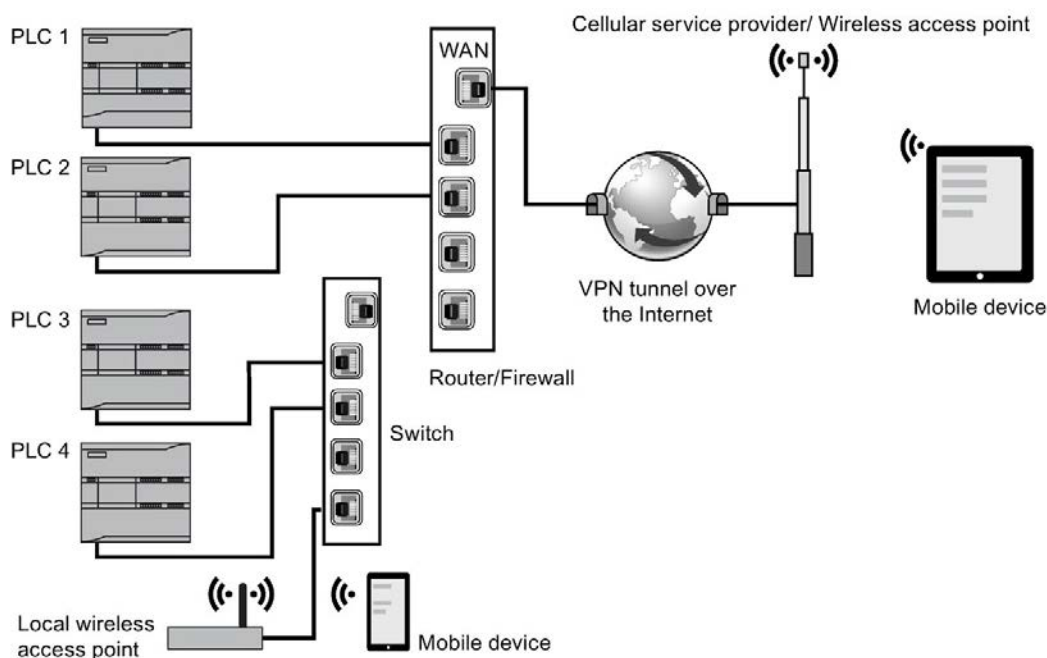 Cellular service provider/ Wireless access point
PLC 1
WAN
PLC 2
VPN tunnel over
the Internet
Mobile device
PLC 3
Router/Firewall
Switch
PLC 4
Local wireless
access point
Mobile device